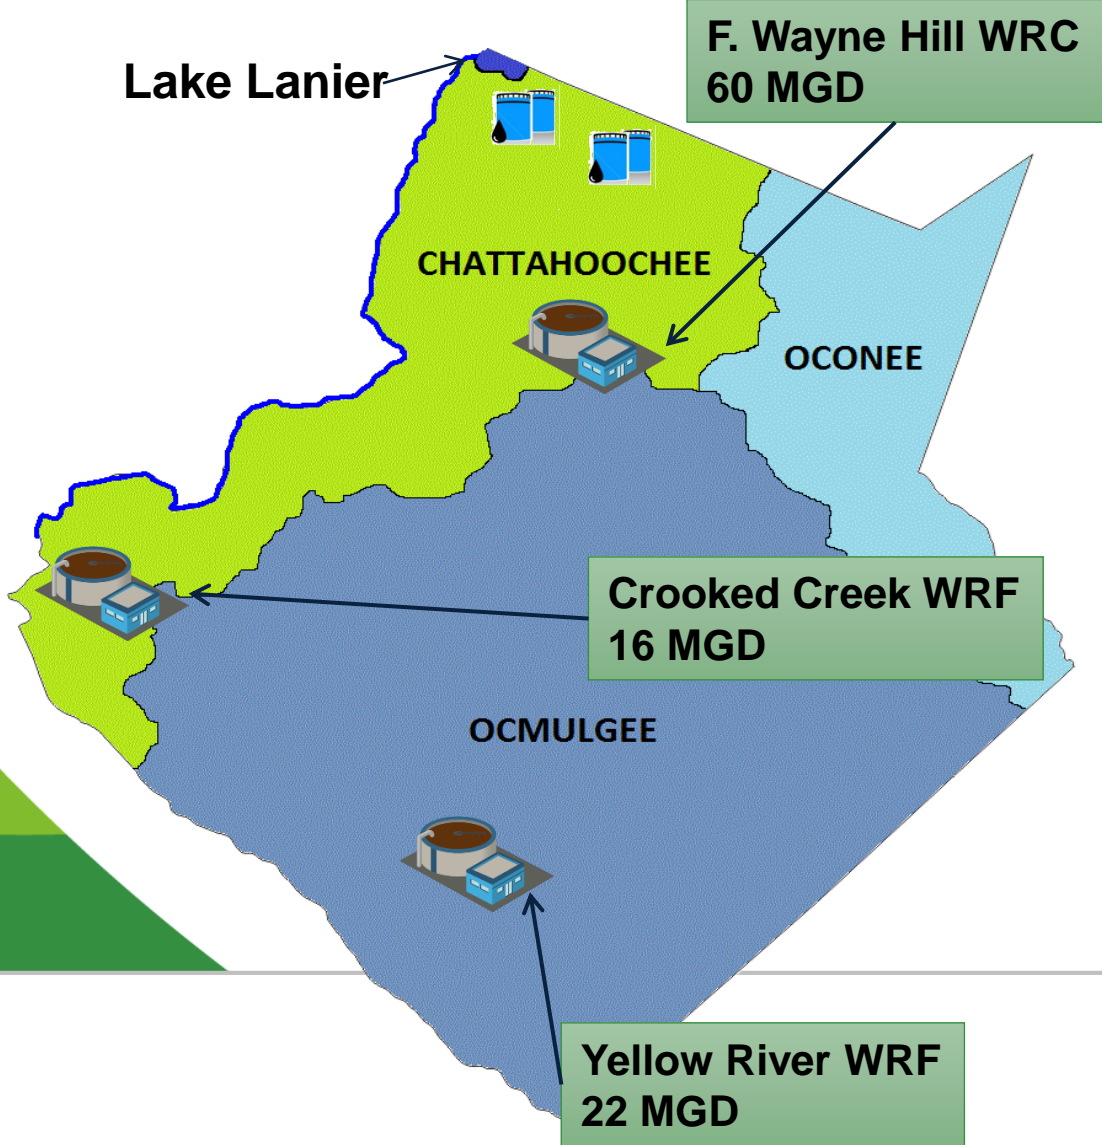 F. Wayne Hill WRC
60 MGD
Lake Lanier
CHATTAHOOCHEE
OCONEE
Crooked Creek WRF
16 MGD
OCMULGEE
Yellow River WRF
22 MGD